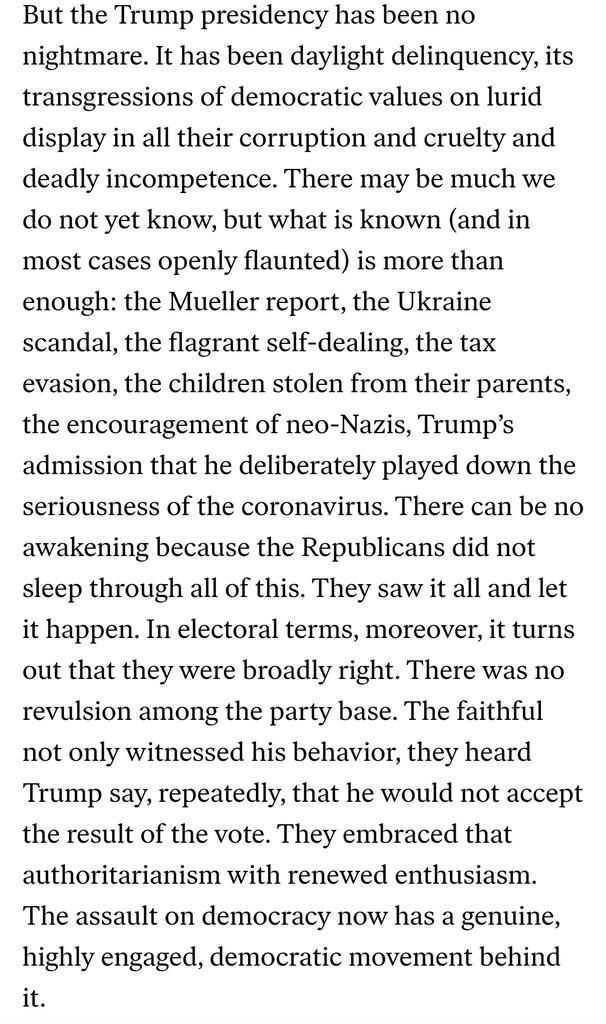 But the Trump presidency has been no
nightmare. It has been daylight delinquency, its
transgressions of democratic values on lurid
display in all their corruption and cruelty and
deadly incompetence. There may be much we
do not yet know, but what is known (and in
most cases openly flaunted) is more than
enough: the Mueller report, the Ukraine
scandal, the flagrant self-dealing, the tax
evasion, the children stolen from their parents,
the encouragement of neo-Nazis, Trump’s
admission that he deliberately played down the
seriousness of the coronavirus. There can be no
awakening because the Republicans did not
sleep through all of this. They saw it all and let
it happen. In electoral terms, moreover, it turns
out that they were broadly right. There was no
revulsion among the party base. The faithful
not only witnessed his behavior, they heard
Trump say, repeatedly, that he would not accept
the result of the vote. They embraced that
authoritarianism with renewed enthusiasm.
The assault on democracy now has a genuine,
highly engaged, democratic movement behind
it.